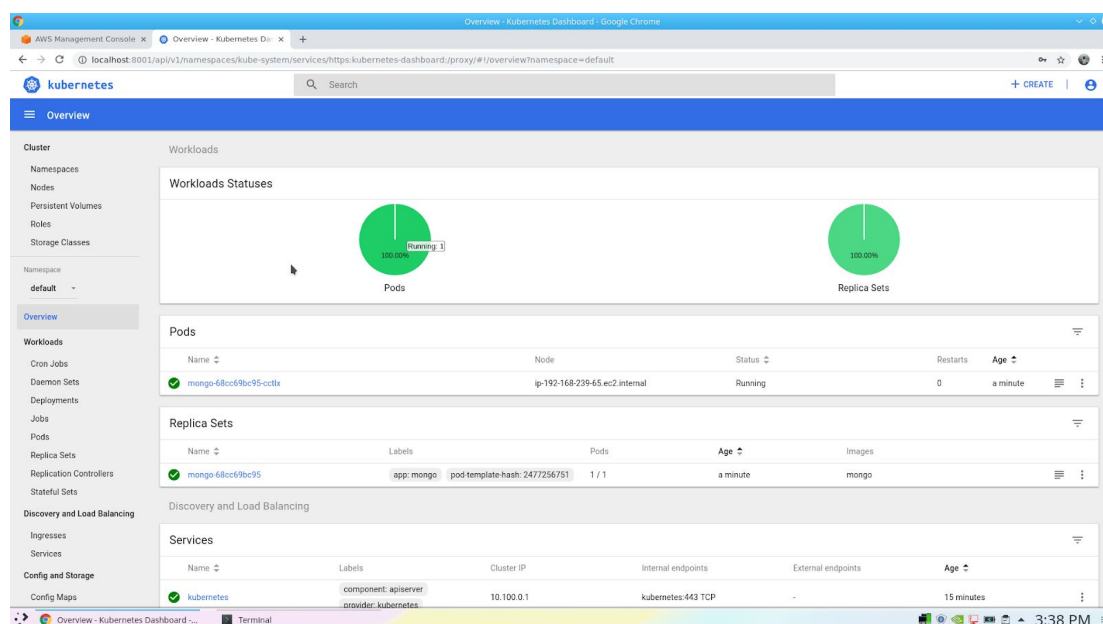 Overview - Kubernetes Dashboard - Google Chrome
AWS Management Console × Overview - Kubernetes Da × +
localhost:8001/api/v1/namespaces/kube-system/services/https:kubernetes-dashboard:/proxy/#!/overview?namespace=default
kubernetes Search + CREATE |
Overview
Cluster
Namespaces
Nodes
Persistent Volumes
Roles
Storage Classes
Namespace
default
Overview
Workloads
Cron Jobs
Daemon Sets
Deployments
Jobs
Pods
Replica Sets
Replication Controllers
Stateful Sets
Discovery and Load Balancing
Ingresses
Services
Config and Storage
Config Maps
Workloads
Workloads Statuses
Running: 1
100.00% 100.00%
Pods Replica Sets
Pods
Name Node Status Restarts Age
mongo-68cc69bc95-cctlx ip-192-168-239-65.ec2.internal Running 0 a minute
Replica Sets
Name Labels Pods Age Images
mongo-68cc69bc95 app: mongo pod-template-hash: 2477256751 1 / 1 a minute mongo
Discovery and Load Balancing
Services
Name Labels Cluster IP Internal endpoints External endpoints Age
component: apiserver
kubernetes 10.100.0.1 kubernetes:443 TCP - 15 minutes
provider: kubernetes
Overview - Kubernetes Dashboard -... Terminal 3:38 PM